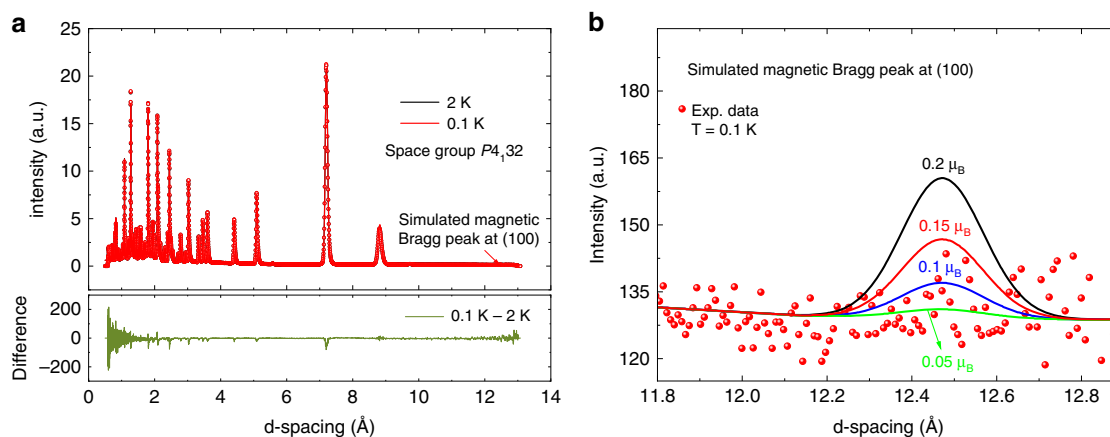 a
25
20
15
10
5
0
intensity (a.u.)
2 K
0.1 K
Space group P4₁32
Simulated magnetic
Bragg peak at (100)
200
0
−200
Difference
0.1 K – 2 K
0 2 4 6 8 10 12 14
d-spacing (Å)
b
180
165
150
135
120
Intensity (a.u.)
Simulated magnetic Bragg peak at (100)
Exp. data
T = 0.1 K
0.2 μB
0.15 μB
0.1 μB
0.05 μB
11.8 12.0 12.2 12.4 12.6 12.8
d-spacing (Å)